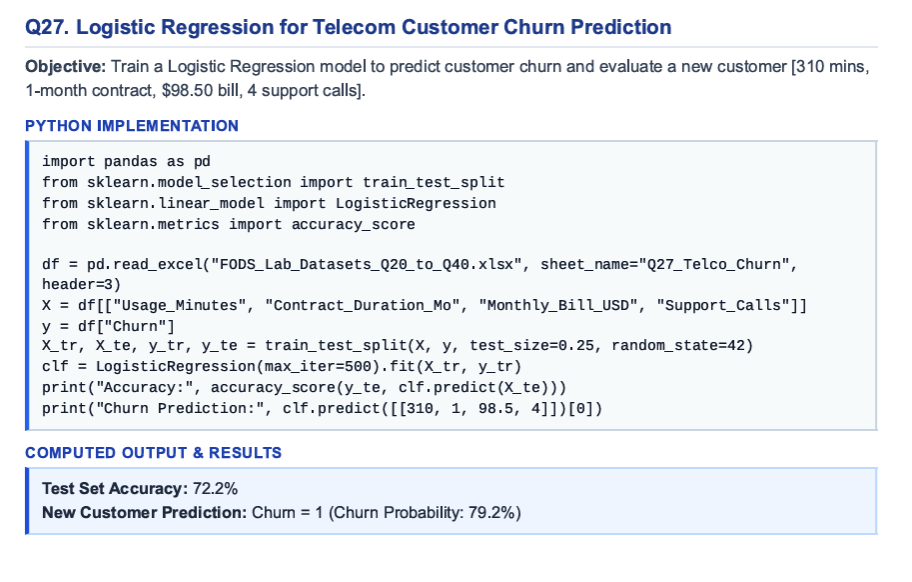 Q27. Logistic Regression for Telecom Customer Churn Prediction
Objective: Train a Logistic Regression model to predict customer churn and evaluate a new customer [310 mins,
1-month contract, $98.50 bill, 4 support calls].
PYTHON IMPLEMENTATION
import pandas as pd
from sklearn.model_selection import train_test_split
from sklearn.linear_model import LogisticRegression
from sklearn.metrics import accuracy_score
df = pd.read_excel("FODS_Lab_Datasets_Q20_to_Q40.xlsx", sheet_name="Q27_Telco_Churn",
header=3)
X = df[["Usage_Minutes", "Contract_Duration_Mo", "Monthly_Bill_USD", "Support_Calls"]]
y = df["Churn"]
X_tr, X_te, y_tr, y_te = train_test_split(X, y, test_size=0.25, random_state=42)
clf = LogisticRegression(max_iter=500).fit(X_tr, y_tr)
print("Accuracy:", accuracy_score(y_te, clf.predict(X_te)))
print("Churn Prediction:", clf.predict([[310, 1, 98.5, 4]])[0])
COMPUTED OUTPUT & RESULTS
Test Set Accuracy: 72.2%
New Customer Prediction: Churn = 1 (Churn Probability: 79.2%)